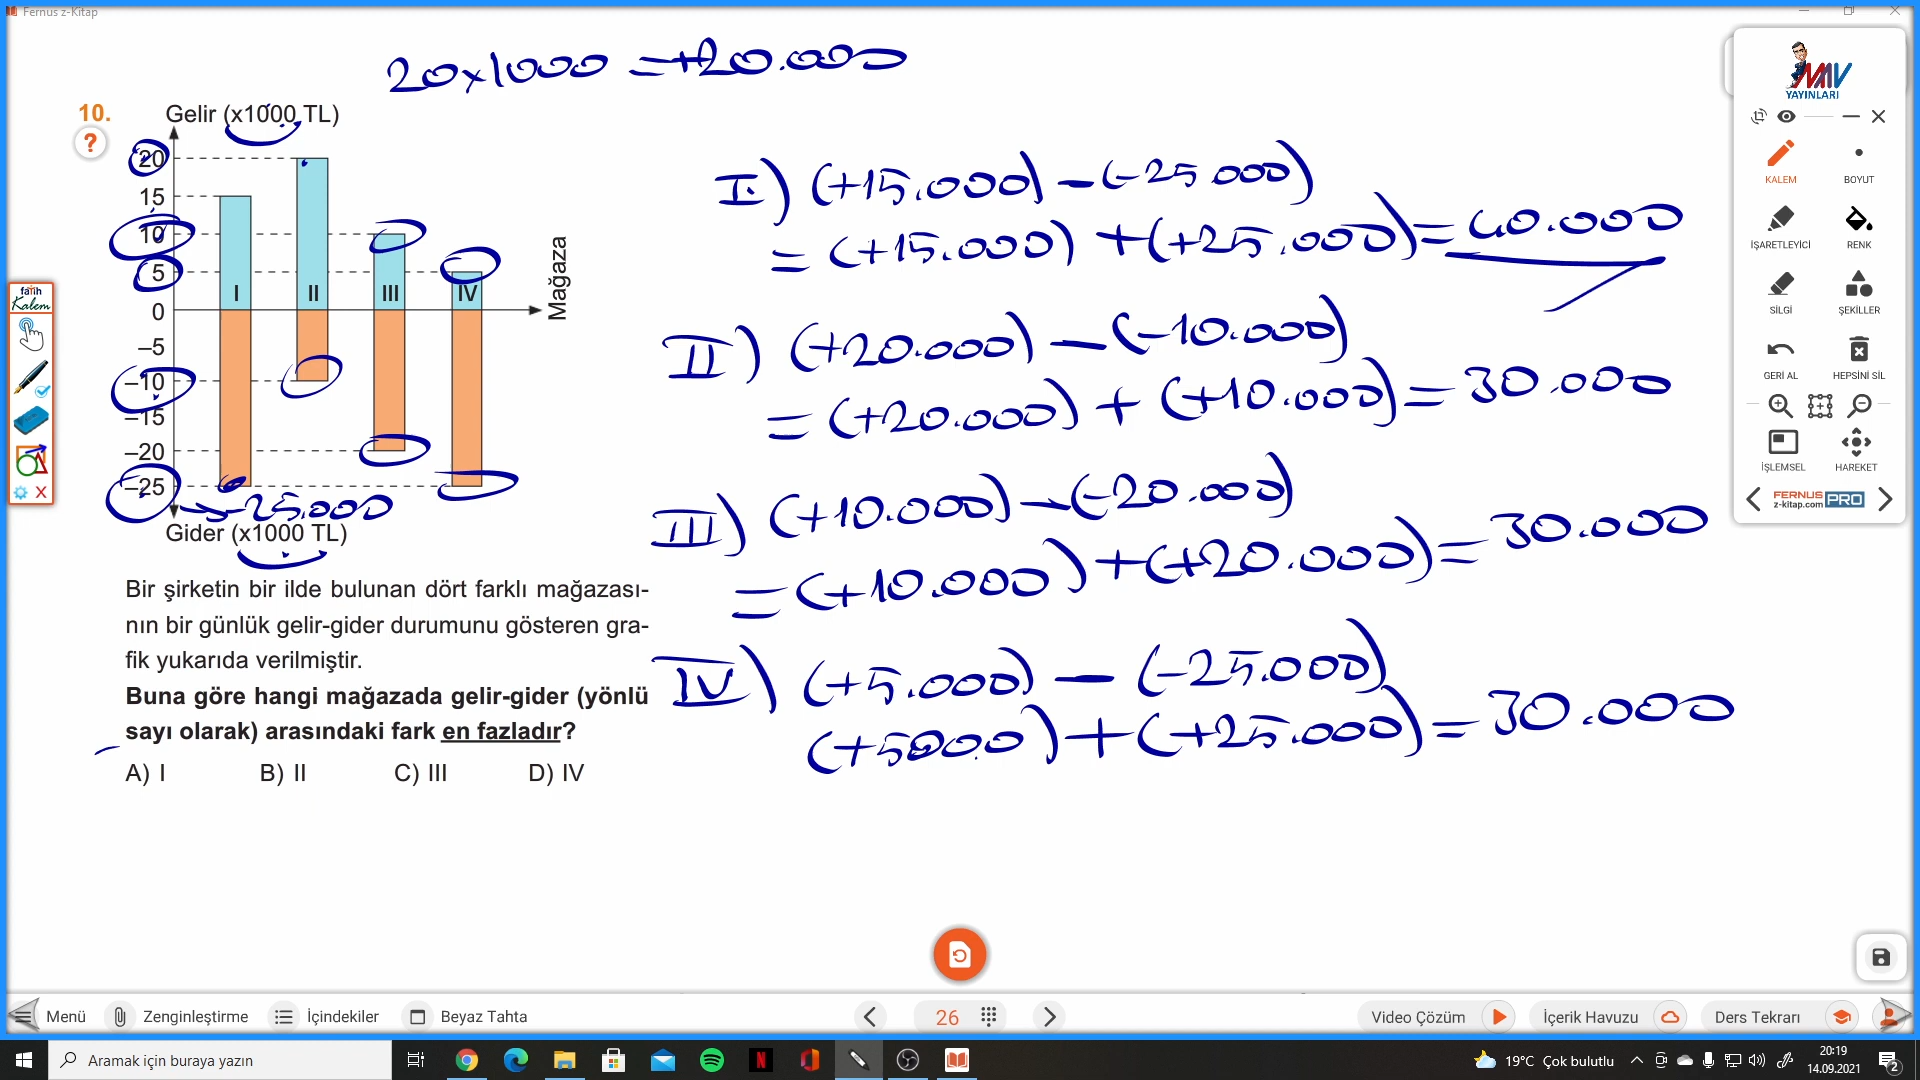 Fernus z-Kitap
20x1000 = +20.000
10.
?
Gelir (x1000 TL)
20
15
10
5
0
–5
–10
–15
–20
–25
→ -25.000
I
II
III
IV
Mağaza
Gider (x1000 TL)
Bir şirketin bir ilde bulunan dört farklı mağazası-
nın bir günlük gelir-gider durumunu gösteren gra-
fik yukarıda verilmiştir.
Buna göre hangi mağazada gelir-gider (yönlü
sayı olarak) arasındaki fark en fazladır?
A) I
B) II
C) III
D) IV
I.) (+15.000) - (-25.000)
= (+15.000) + (+25.000) = 40.000
II) (+20.000) - (-10.000)
= (+20.000) + (+10.000) = 30.000
III) (+10.000) - (-20.000)
= (+10.000) + (+20.000) = 30.000
IV) (+5.000) - (-25.000)
(+5000.0) + (+25.000) = 30.000
fatih
Kalem
MAV
YAYINLARI
KALEM
BOYUT
İŞARETLEYİCİ
RENK
SİLGİ
ŞEKİLLER
GERİ AL
HEPSİNİ SİL
İŞLEMSEL
HAREKET
FERNUS PRO
z-kitap.com
Menü
Zenginleştirme
İçindekiler
Beyaz Tahta
26
Video Çözüm
İçerik Havuzu
Ders Tekrarı
Aramak için buraya yazın
19°C Çok bulutlu
20:19
14.09.2021
2